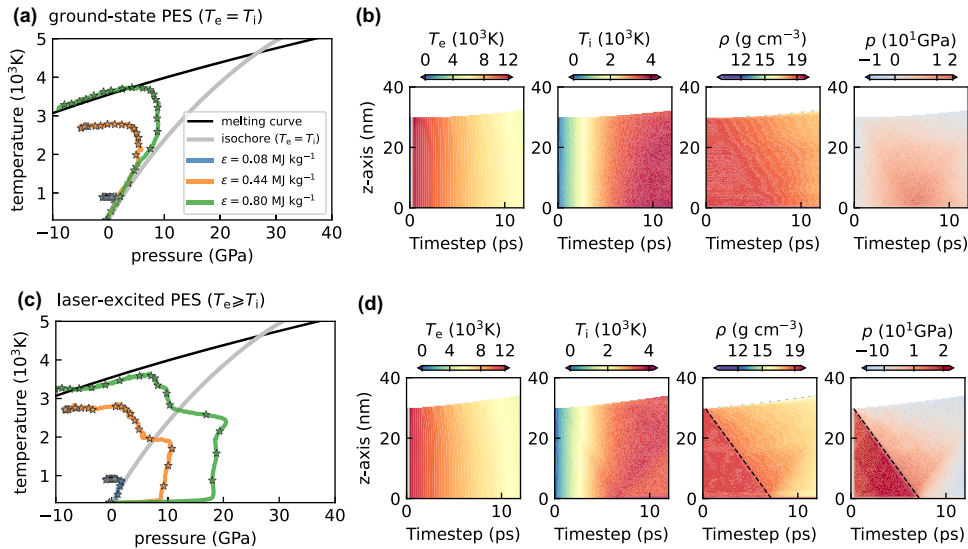 (a) ground-state PES (Te = Ti)
temperature (10³K)
5
4
3
2
1
melting curve
isochore (Te = Ti)
ε = 0.08 MJ kg⁻¹
ε = 0.44 MJ kg⁻¹
ε = 0.80 MJ kg⁻¹
−10 0 10 20 30 40
pressure (GPa)
(b)
Te (10³K) Ti (10³K) ρ (g cm⁻³) p (10¹GPa)
0 4 8 12 0 2 4 12 15 19 −1 0 1 2
z-axis (nm)
40
20
0
0 10 0 10 0 10 0 10
Timestep (ps) Timestep (ps) Timestep (ps) Timestep (ps)
(c) laser-excited PES (Te ⩾ Ti)
temperature (10³K)
5
4
3
2
1
−10 0 10 20 30 40
pressure (GPa)
(d)
Te (10³K) Ti (10³K) ρ (g cm⁻³) p (10¹GPa)
0 4 8 12 0 2 4 12 15 19 −10 1 2
z-axis (nm)
40
20
0
0 10 0 10 0 10 0 10
Timestep (ps) Timestep (ps) Timestep (ps) Timestep (ps)